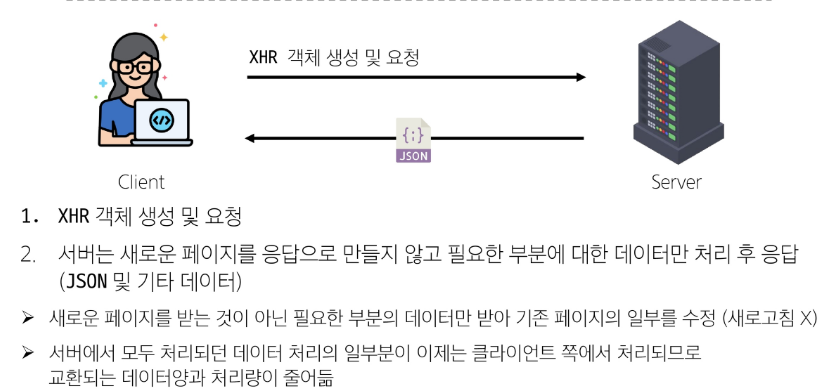 XHR 객체 생성 및 요청
{;}
JSON
Client
Server
1. XHR 객체 생성 및 요청
2. 서버는 새로운 페이지를 응답으로 만들지 않고 필요한 부분에 대한 데이터만 처리 후 응답
(JSON 및 기타 데이터)
➢ 새로운 페이지를 받는 것이 아닌 필요한 부분의 데이터만 받아 기존 페이지의 일부를 수정 (새로고침 X)
➢ 서버에서 모두 처리되던 데이터 처리의 일부분이 이제는 클라이언트 쪽에서 처리되므로
교환되는 데이터양과 처리량이 줄어듦